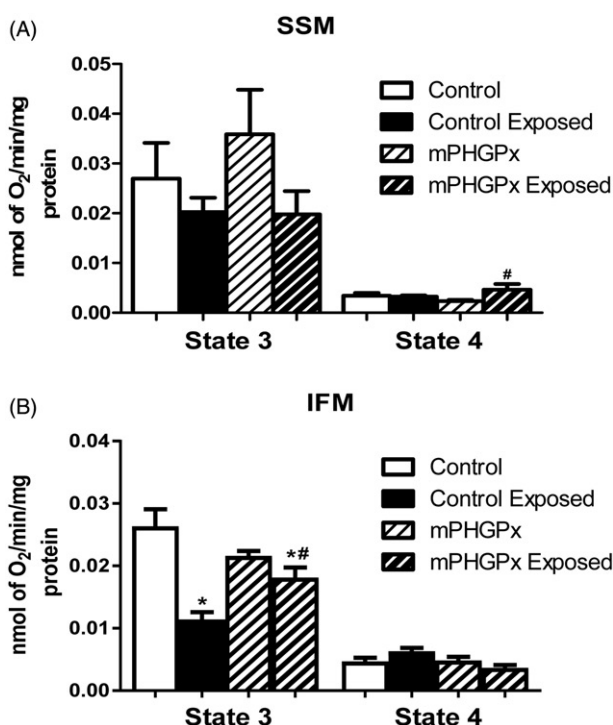 (A)
SSM
nmol of O2/min/mg
protein
0.05
0.04
0.03
0.02
0.01
0.00
Control
Control Exposed
mPHGPx
mPHGPx Exposed
#
State 3
State 4
(B)
IFM
nmol of O2/min/mg
protein
0.04
0.03
0.02
0.01
0.00
Control
Control Exposed
mPHGPx
mPHGPx Exposed
*
*#
State 3
State 4